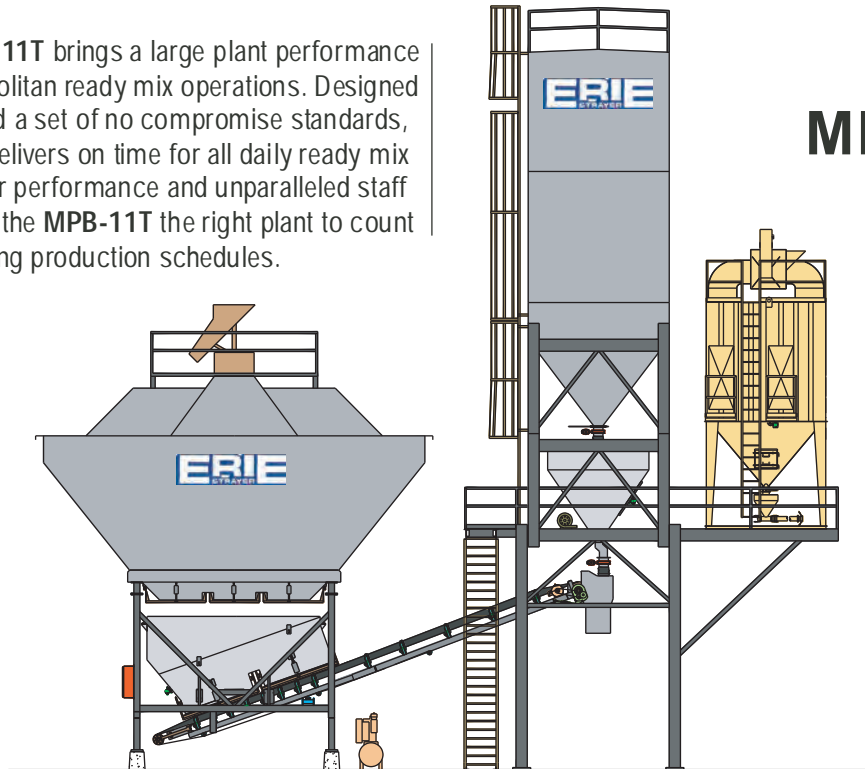 11T brings a large plant performance
olitan ready mix operations. Designed
d a set of no compromise standards,
elivers on time for all daily ready mix
r performance and unparalleled staff
the MPB-11T the right plant to count
ng production schedules.
ERIE
STRAYER
M
ERIE
STRAYER